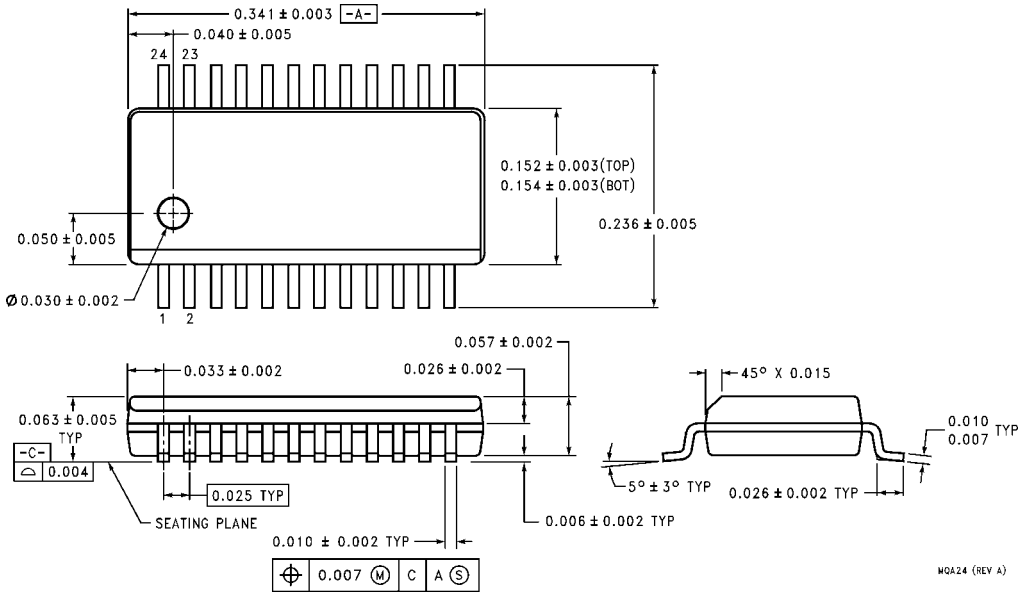 0.341 ± 0.003 -A-
0.040 ± 0.005
24 23
0.152 ± 0.003(TOP)
0.154 ± 0.003(BOT)
0.236 ± 0.005
0.050 ± 0.005
Ø 0.030 ± 0.002
1 2
0.057 ± 0.002
0.033 ± 0.002
0.026 ± 0.002
45° X 0.015
0.063 ± 0.005
TYP
-C-
⌓ 0.004
0.010
0.007 TYP
0.025 TYP
5° ± 3° TYP
0.026 ± 0.002 TYP
SEATING PLANE
0.006 ± 0.002 TYP
0.010 ± 0.002 TYP
⌖ 0.007 Ⓜ C A Ⓢ
MQA24 (REV A)